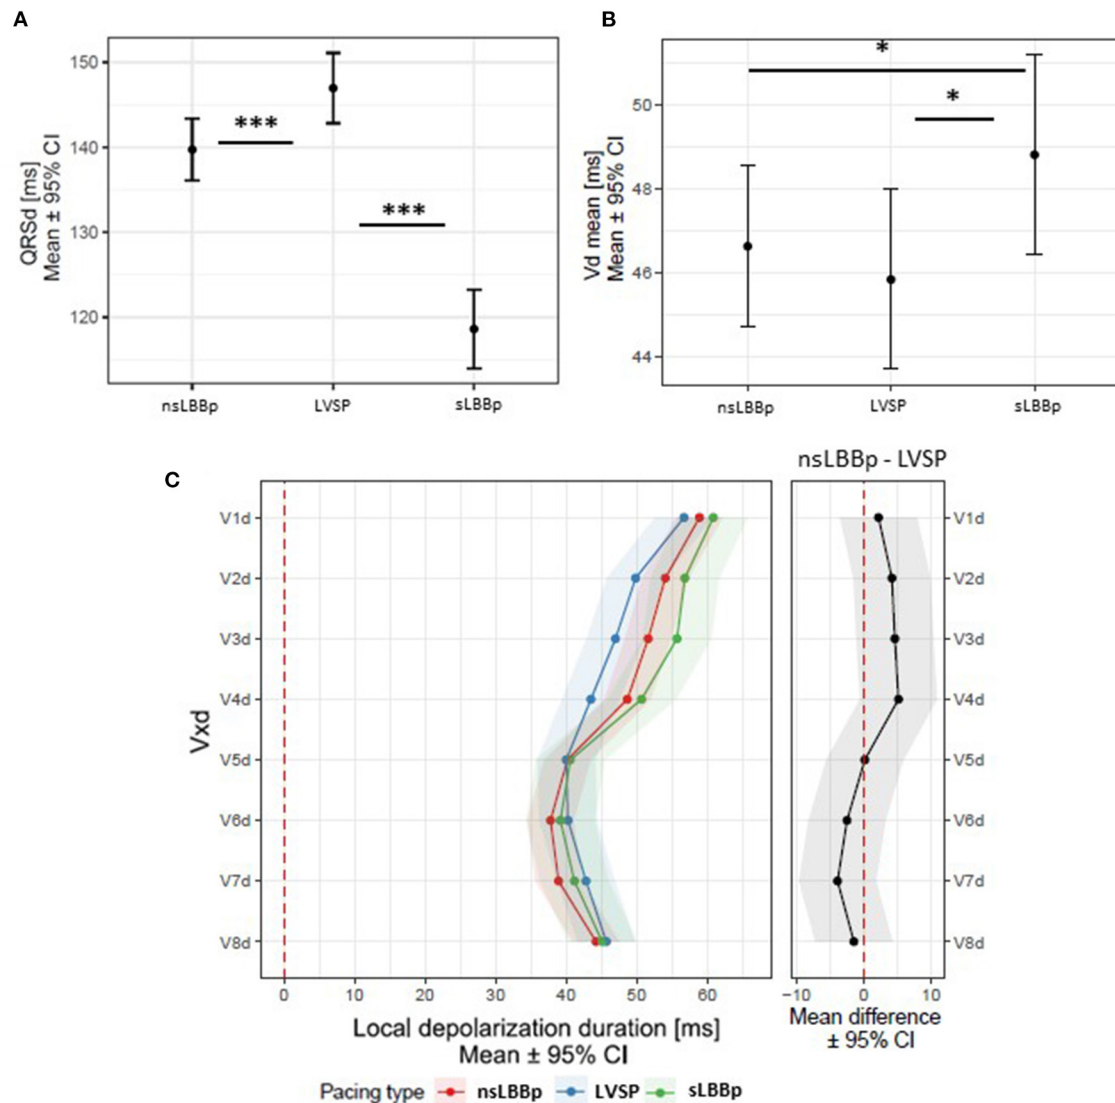 A
QRSd [ms]
Mean ± 95% CI
150
140
130
120
***
***
nsLBBp
LVSP
sLBBp
B
Vd mean [ms]
Mean ± 95% CI
50
48
46
44
*
*
nsLBBp
LVSP
sLBBp
C
Vxd
V1d
V2d
V3d
V4d
V5d
V6d
V7d
V8d
0
10
20
30
40
50
60
Local depolarization duration [ms]
Mean ± 95% CI
nsLBBp - LVSP
V1d
V2d
V3d
V4d
V5d
V6d
V7d
V8d
−10
0
10
Mean difference
± 95% CI
Pacing type nsLBBp LVSP sLBBp